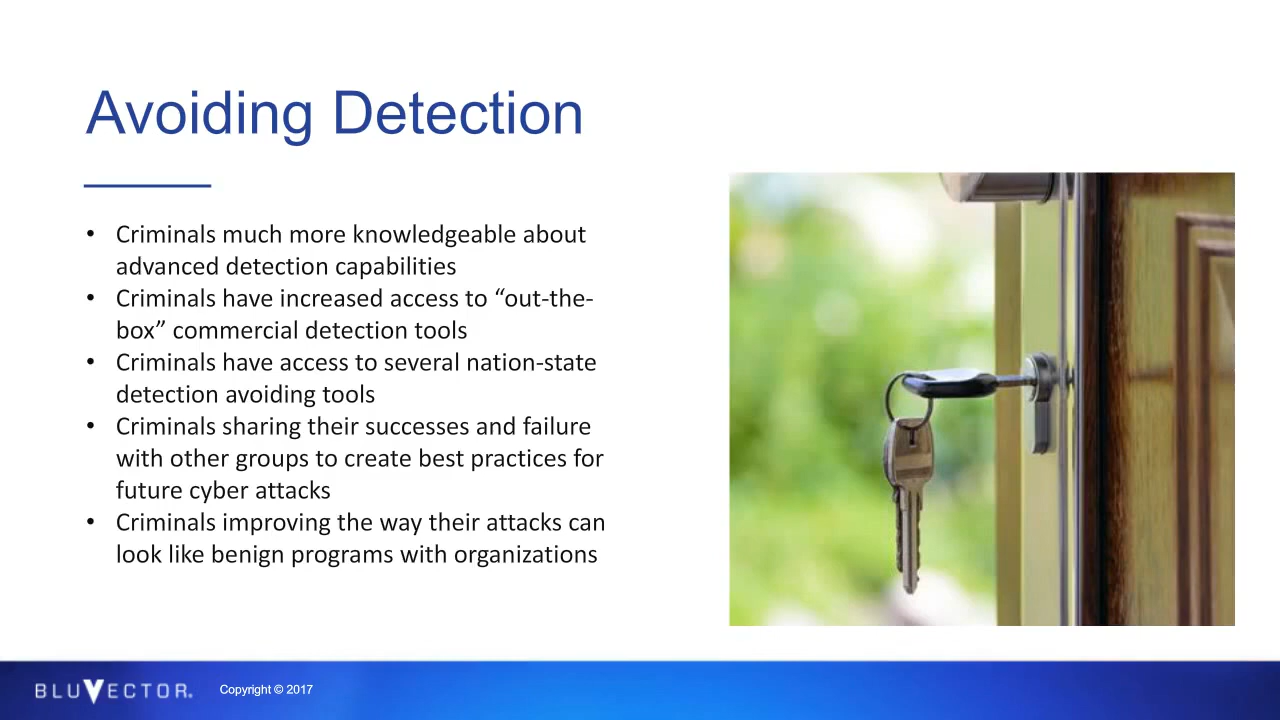 Avoiding Detection
• Criminals much more knowledgeable about
advanced detection capabilities
• Criminals have increased access to “out-the-
box” commercial detection tools
• Criminals have access to several nation-state
detection avoiding tools
• Criminals sharing their successes and failure
with other groups to create best practices for
future cyber attacks
• Criminals improving the way their attacks can
look like benign programs with organizations
BLUVECTOR® Copyright © 2017